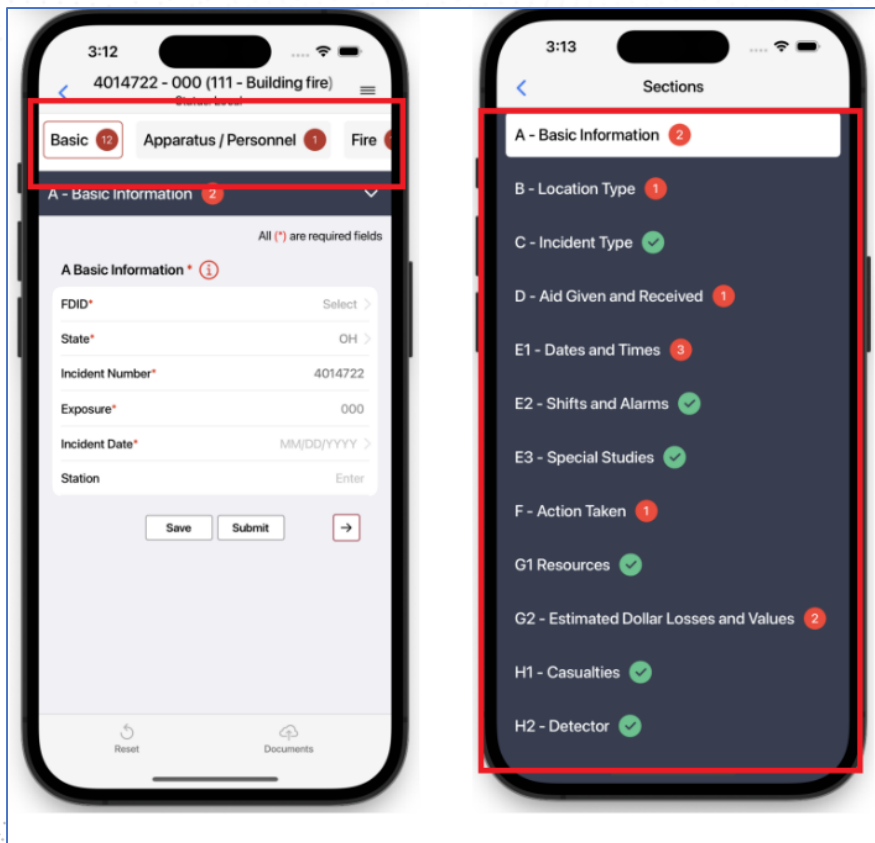 3:12
4014722 - 000 (111 - Building fire)
Status: Local
Basic 12 Apparatus / Personnel 1 Fire
A - Basic Information 2
All (*) are required fields
A Basic Information *
FDID* Select
State* OH
Incident Number* 4014722
Exposure* 000
Incident Date* MM/DD/YYYY
Station Enter
Save Submit
Reset Documents
3:13
Sections
A - Basic Information 2
B - Location Type 1
C - Incident Type
D - Aid Given and Received 1
E1 - Dates and Times 3
E2 - Shifts and Alarms
E3 - Special Studies
F - Action Taken 1
G1 Resources
G2 - Estimated Dollar Losses and Values 2
H1 - Casualties
H2 - Detector